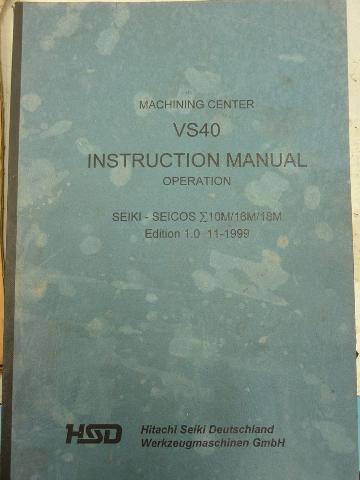 MACHINING CENTER
VS40
INSTRUCTION MANUAL
OPERATION
SEIKI - SEICOS ∑10M/16M/18M
Edition 1.0 11-1999
HSD
Hitachi Seiki Deutschland
Werkzeugmaschinen GmbH